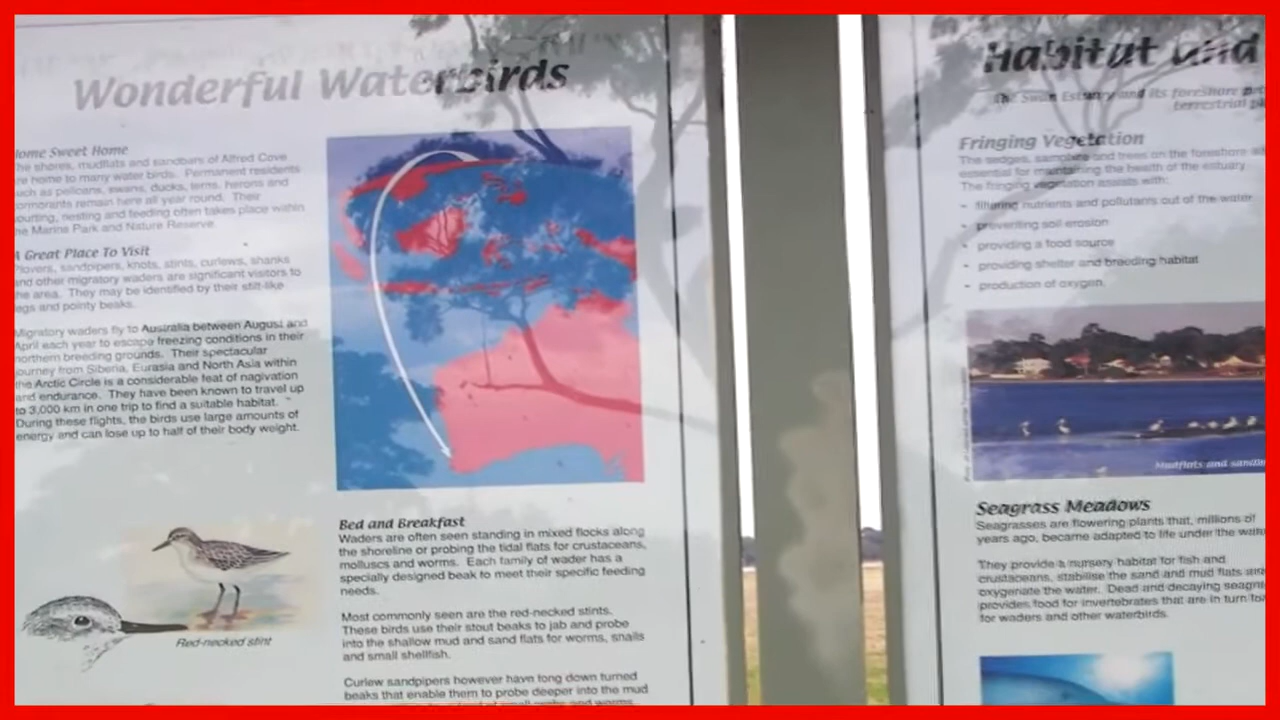 Wonderful Waterbirds
Home Sweet Home
The shores, mudflats and sandbars of Alfred Cove
are home to many water birds. Permanent residents
such as pelicans, swans, ducks, terns, herons and
cormorants remain here all year round. Their
courting, nesting and feeding often takes place within
the Marine Park and Nature Reserve.
A Great Place To Visit
Plovers, sandpipers, knots, stints, curlews, shanks
and other migratory waders are significant visitors to
the area. They may be identified by their stilt-like
legs and pointy beaks.
Migratory waders fly to Australia between August and
April each year to escape freezing conditions in their
northern breeding grounds. Their spectacular
journey from Siberia, Eurasia and North Asia within
the Arctic Circle is a considerable feat of nagivation
and endurance. They have been known to travel up
to 3,000 km in one trip to find a suitable habitat.
During these flights, the birds use large amounts of
energy and can lose up to half of their body weight.
Red-necked stint
Bed and Breakfast
Waders are often seen standing in mixed flocks along
the shoreline or probing the tidal flats for crustaceans,
molluscs and worms. Each family of wader has a
specially designed beak to meet their specific feeding
needs.
Most commonly seen are the red-necked stints.
These birds use their stout beaks to jab and probe
into the shallow mud and sand flats for worms, snails
and small shellfish.
Curlew sandpipers however have long down turned
beaks that enable them to probe deeper into the mud
Habitat and
The Swan Estuary and its foreshore
terrestrial
Fringing Vegetation
The sedges, samphire and trees on the foreshore
essential for maintaining the health of the estuary.
The fringing vegetation assists with:
- filtering nutrients and pollutants out of the water
- preventing soil erosion
- providing a food source
- providing shelter and breeding habitat
- production of oxygen.
Mudflats and
Seagrass Meadows
Seagrasses are flowering plants that, millions of
years ago, became adapted to life under the
They provide a nursery habitat for fish and
crustaceans, stabilise the sand and mud flats
oxygenate the water. Dead and decaying
provides food for invertebrates that are in turn
for waders and other waterbirds.